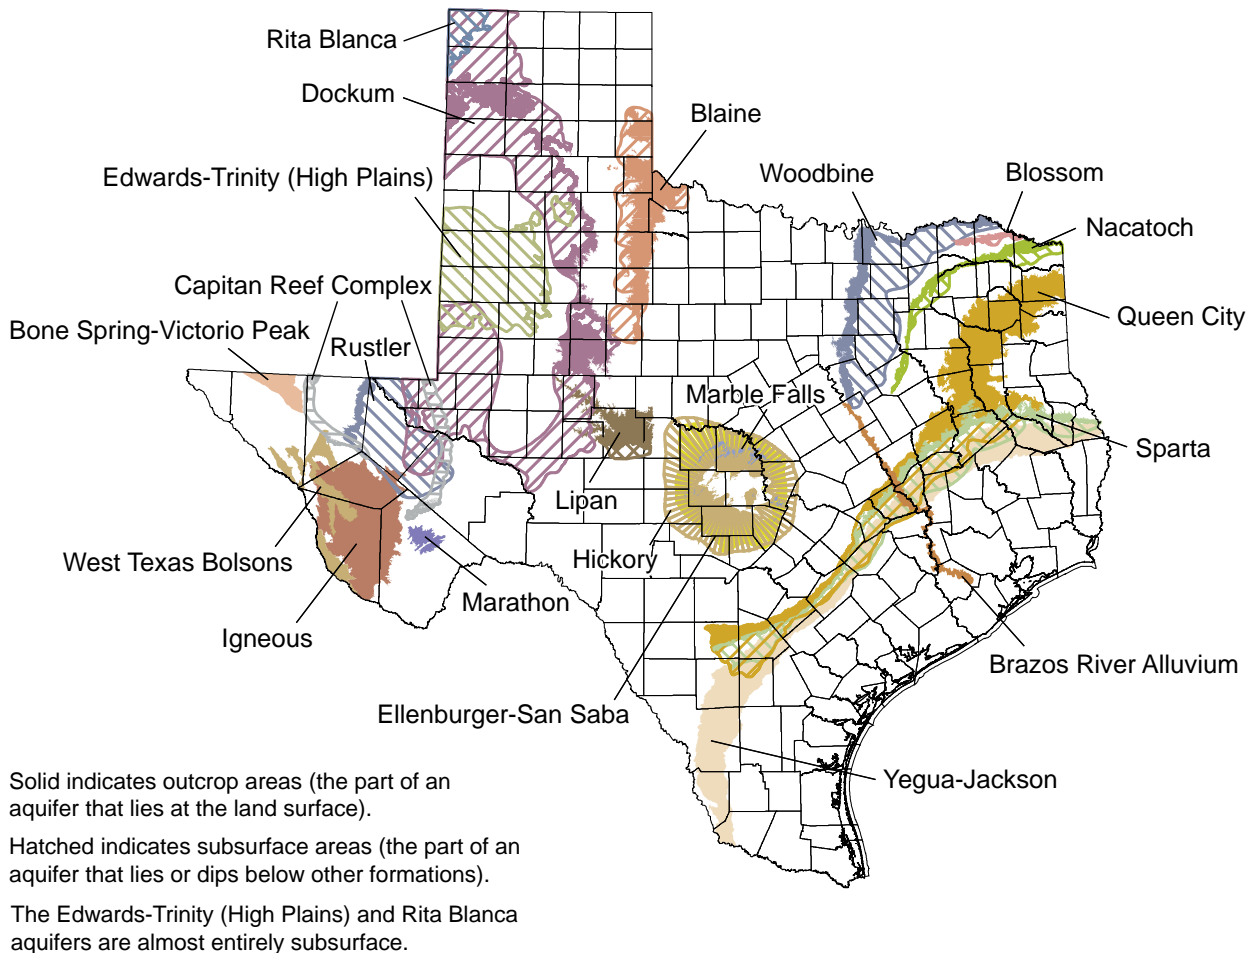 Rita Blanca
Dockum
Blaine
Edwards-Trinity (High Plains)
Woodbine
Blossom
Nacatoch
Capitan Reef Complex
Queen City
Bone Spring-Victorio Peak
Rustler
Marble Falls
Sparta
Lipan
West Texas Bolsons
Hickory
Marathon
Igneous
Brazos River Alluvium
Ellenburger-San Saba
Yegua-Jackson
Solid indicates outcrop areas (the part of an
aquifer that lies at the land surface).
Hatched indicates subsurface areas (the part of an
aquifer that lies or dips below other formations).
The Edwards-Trinity (High Plains) and Rita Blanca
aquifers are almost entirely subsurface.